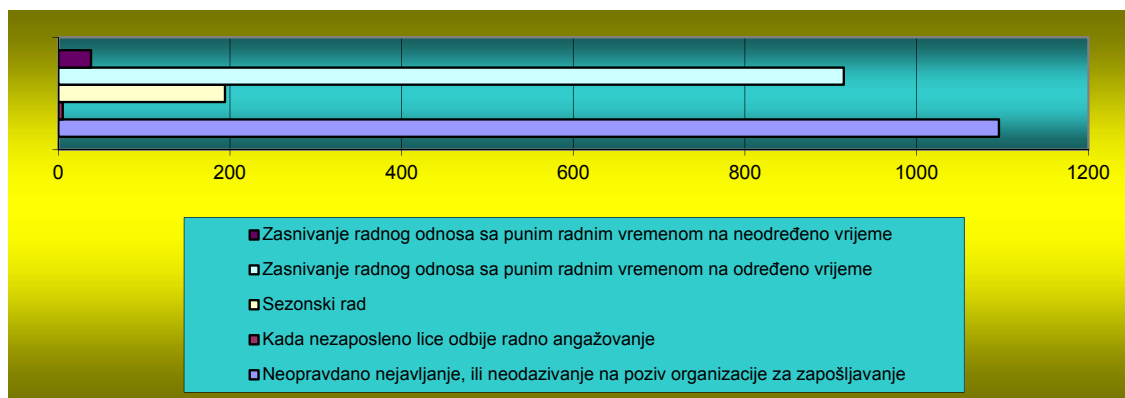 0 200 400 600 800 1000 1200
Zasnivanje radnog odnosa sa punim radnim vremenom na neodređeno vrijeme
Zasnivanje radnog odnosa sa punim radnim vremenom na određeno vrijeme
Sezonski rad
Kada nezaposleno lice odbije radno angažovanje
Neopravdano nejavljanje, ili neodazivanje na poziv organizacije za zapošljavanje